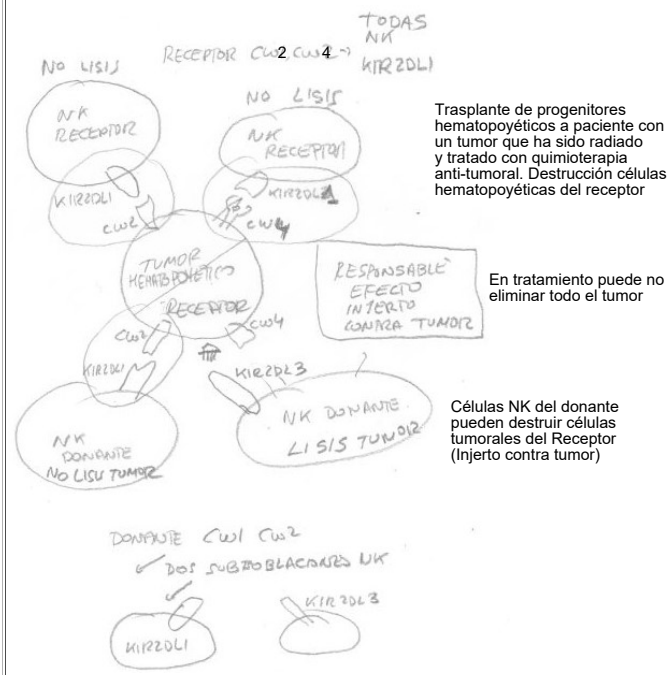 TODAS
NK
RECEPTOR CW2 CW4 → KIR2DL1
NO LISIS
NK
RECEPTOR
KIR2DL1
CW2
NO LISIS
NK
RECEPTOR
KIR2DL1
CW4
Trasplante de progenitores
hematopoyéticos a paciente con
un tumor que ha sido radiado
y tratado con quimioterapia
anti-tumoral. Destrucción células
hematopoyéticas del receptor
TUMOR
HEMATOPOYETICO
RECEPTOR
CW2
CW4
RESPONSABLE
EFECTO
INJERTO
CONTRA TUMOR
En tratamiento puede no
eliminar todo el tumor
KIR2DL1
NK
DONANTE
NO LISIS TUMOR
KIR2DL3
NK DONANTE
LISIS TUMOR
Células NK del donante
pueden destruir células
tumorales del Receptor
(Injerto contra tumor)
DONANTE CW1 CW2
DOS SUBPOBLACIONES NK
KIR2DL1
KIR2DL3